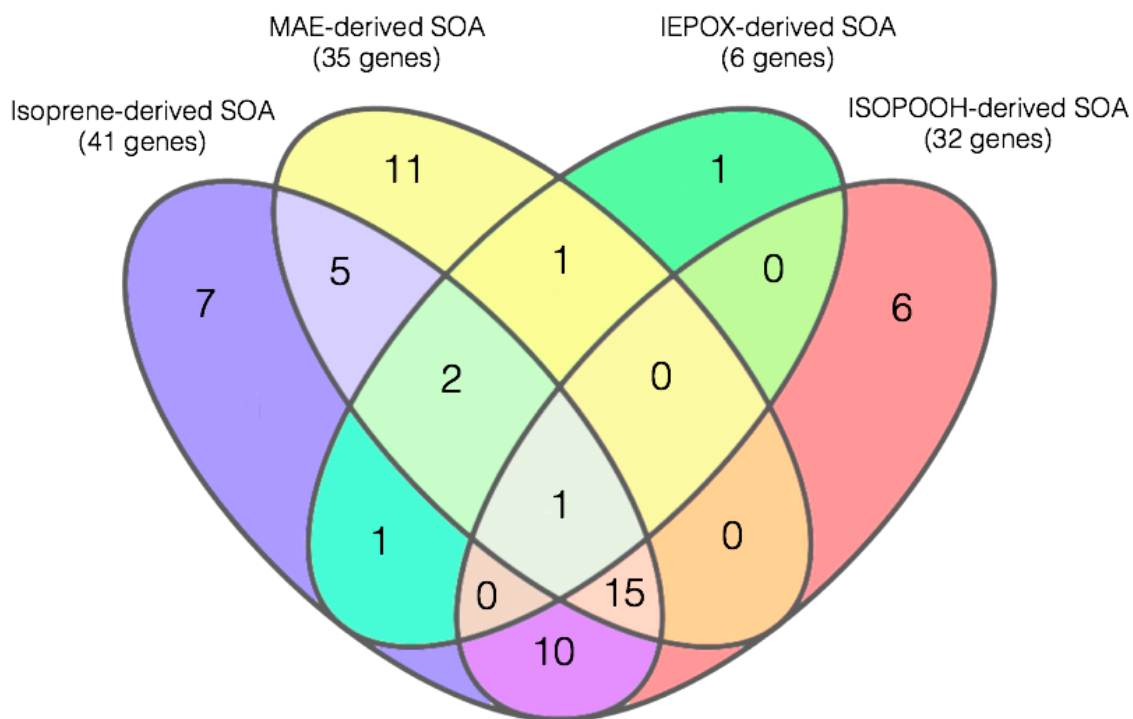 MAE-derived SOA
(35 genes)
IEPOX-derived SOA
(6 genes)
Isoprene-derived SOA
(41 genes)
ISOPOOH-derived SOA
(32 genes)
11
1
5
1
0
7
6
2
0
1
1
0
0
15
10